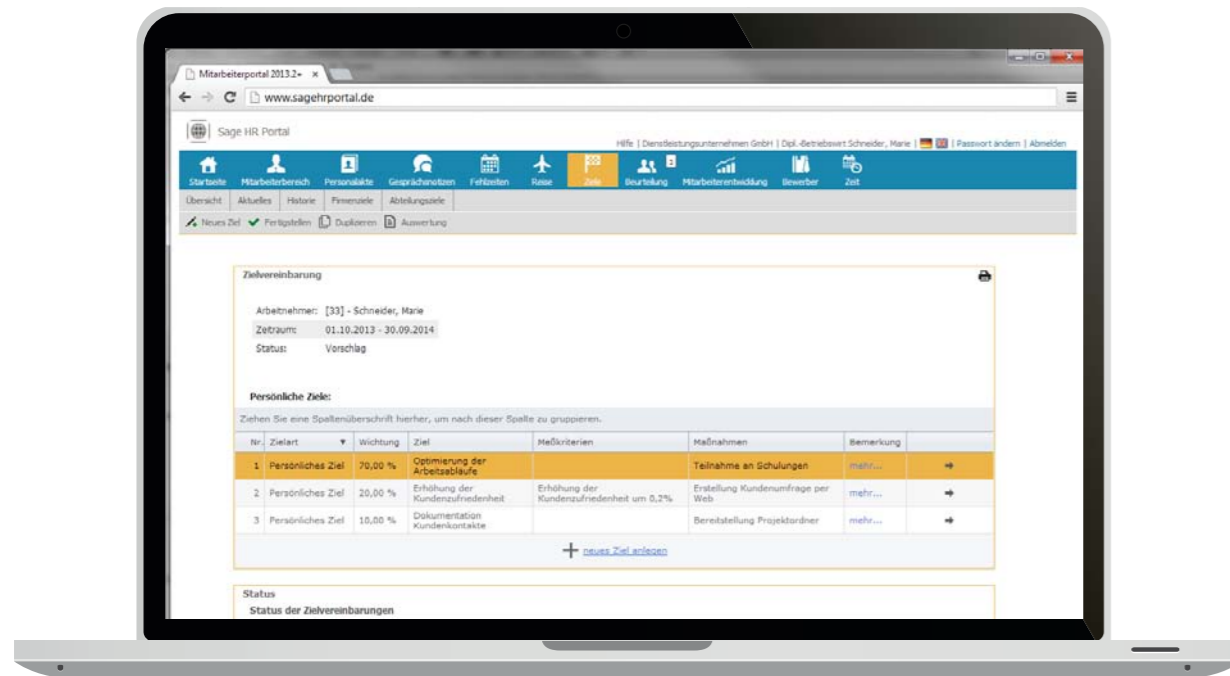 Mitarbeiterportal 2013.2+
www.sagehrportal.de
Sage HR Portal
Hilfe | Dienstleistungsunternehmen GmbH | Dipl.-Betriebswirt Schneider, Marie | | Passwort ändern | Abmelden
Startseite Mitarbeiterbereich Personalakte Gesprächsnotizen Fehlzeiten Reise Ziele Beurteilung Mitarbeiterentwicklung Bewerber Zeit
Übersicht Aktuelles Historie Firmenziele Abteilungsziele
Neues Ziel Fertigstellen Duplizieren Auswertung
Zielvereinbarung
Arbeitnehmer: [33] - Schneider, Marie
Zeitraum: 01.10.2013 - 30.09.2014
Status: Vorschlag
Persönliche Ziele:
Ziehen Sie eine Spaltenüberschrift hierher, um nach dieser Spalte zu gruppieren.
Nr. Zielart Wichtung Ziel Meßkriterien Maßnahmen Bemerkung
1 Persönliches Ziel 70,00 % Optimierung der Arbeitsabläufe Teilnahme an Schulungen mehr...
2 Persönliches Ziel 20,00 % Erhöhung der Kundenzufriedenheit Erhöhung der Kundenzufriedenheit um 0,2% Erstellung Kundenumfrage per Web mehr...
3 Persönliches Ziel 10,00 % Dokumentation Kundenkontakte Bereitstellung Projektordner mehr...
neues Ziel anlegen
Status
Status der Zielvereinbarungen